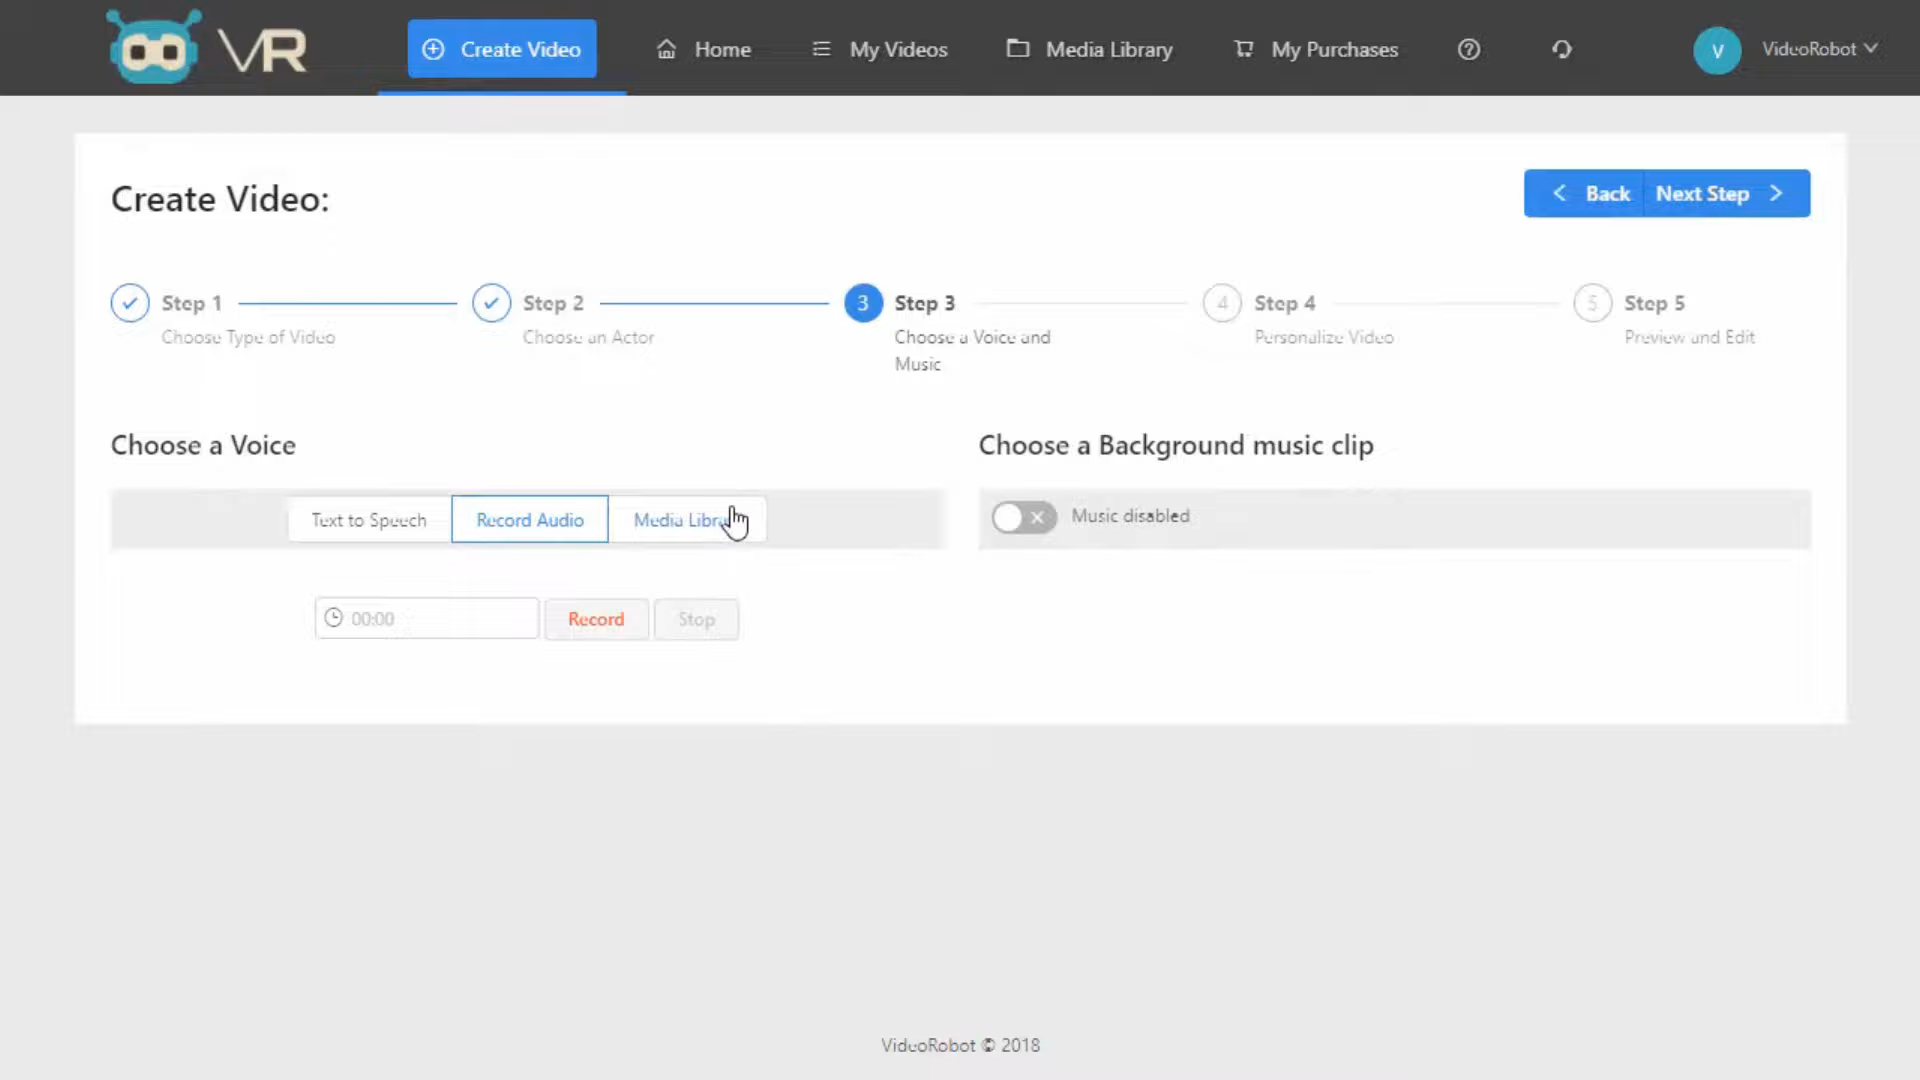 VR
Create Video
Home
My Videos
Media Library
My Purchases
V
VideoRobot
Create Video:
Back
Next Step
Step 1
Choose Type of Video
Step 2
Choose an Actor
3
Step 3
Choose a Voice and
Music
4
Step 4
Personalize Video
5
Step 5
Preview and Edit
Choose a Voice
Choose a Background music clip
Text to Speech
Record Audio
Media
Music disabled
00:00
Record
Stop
VideoRobot © 2018